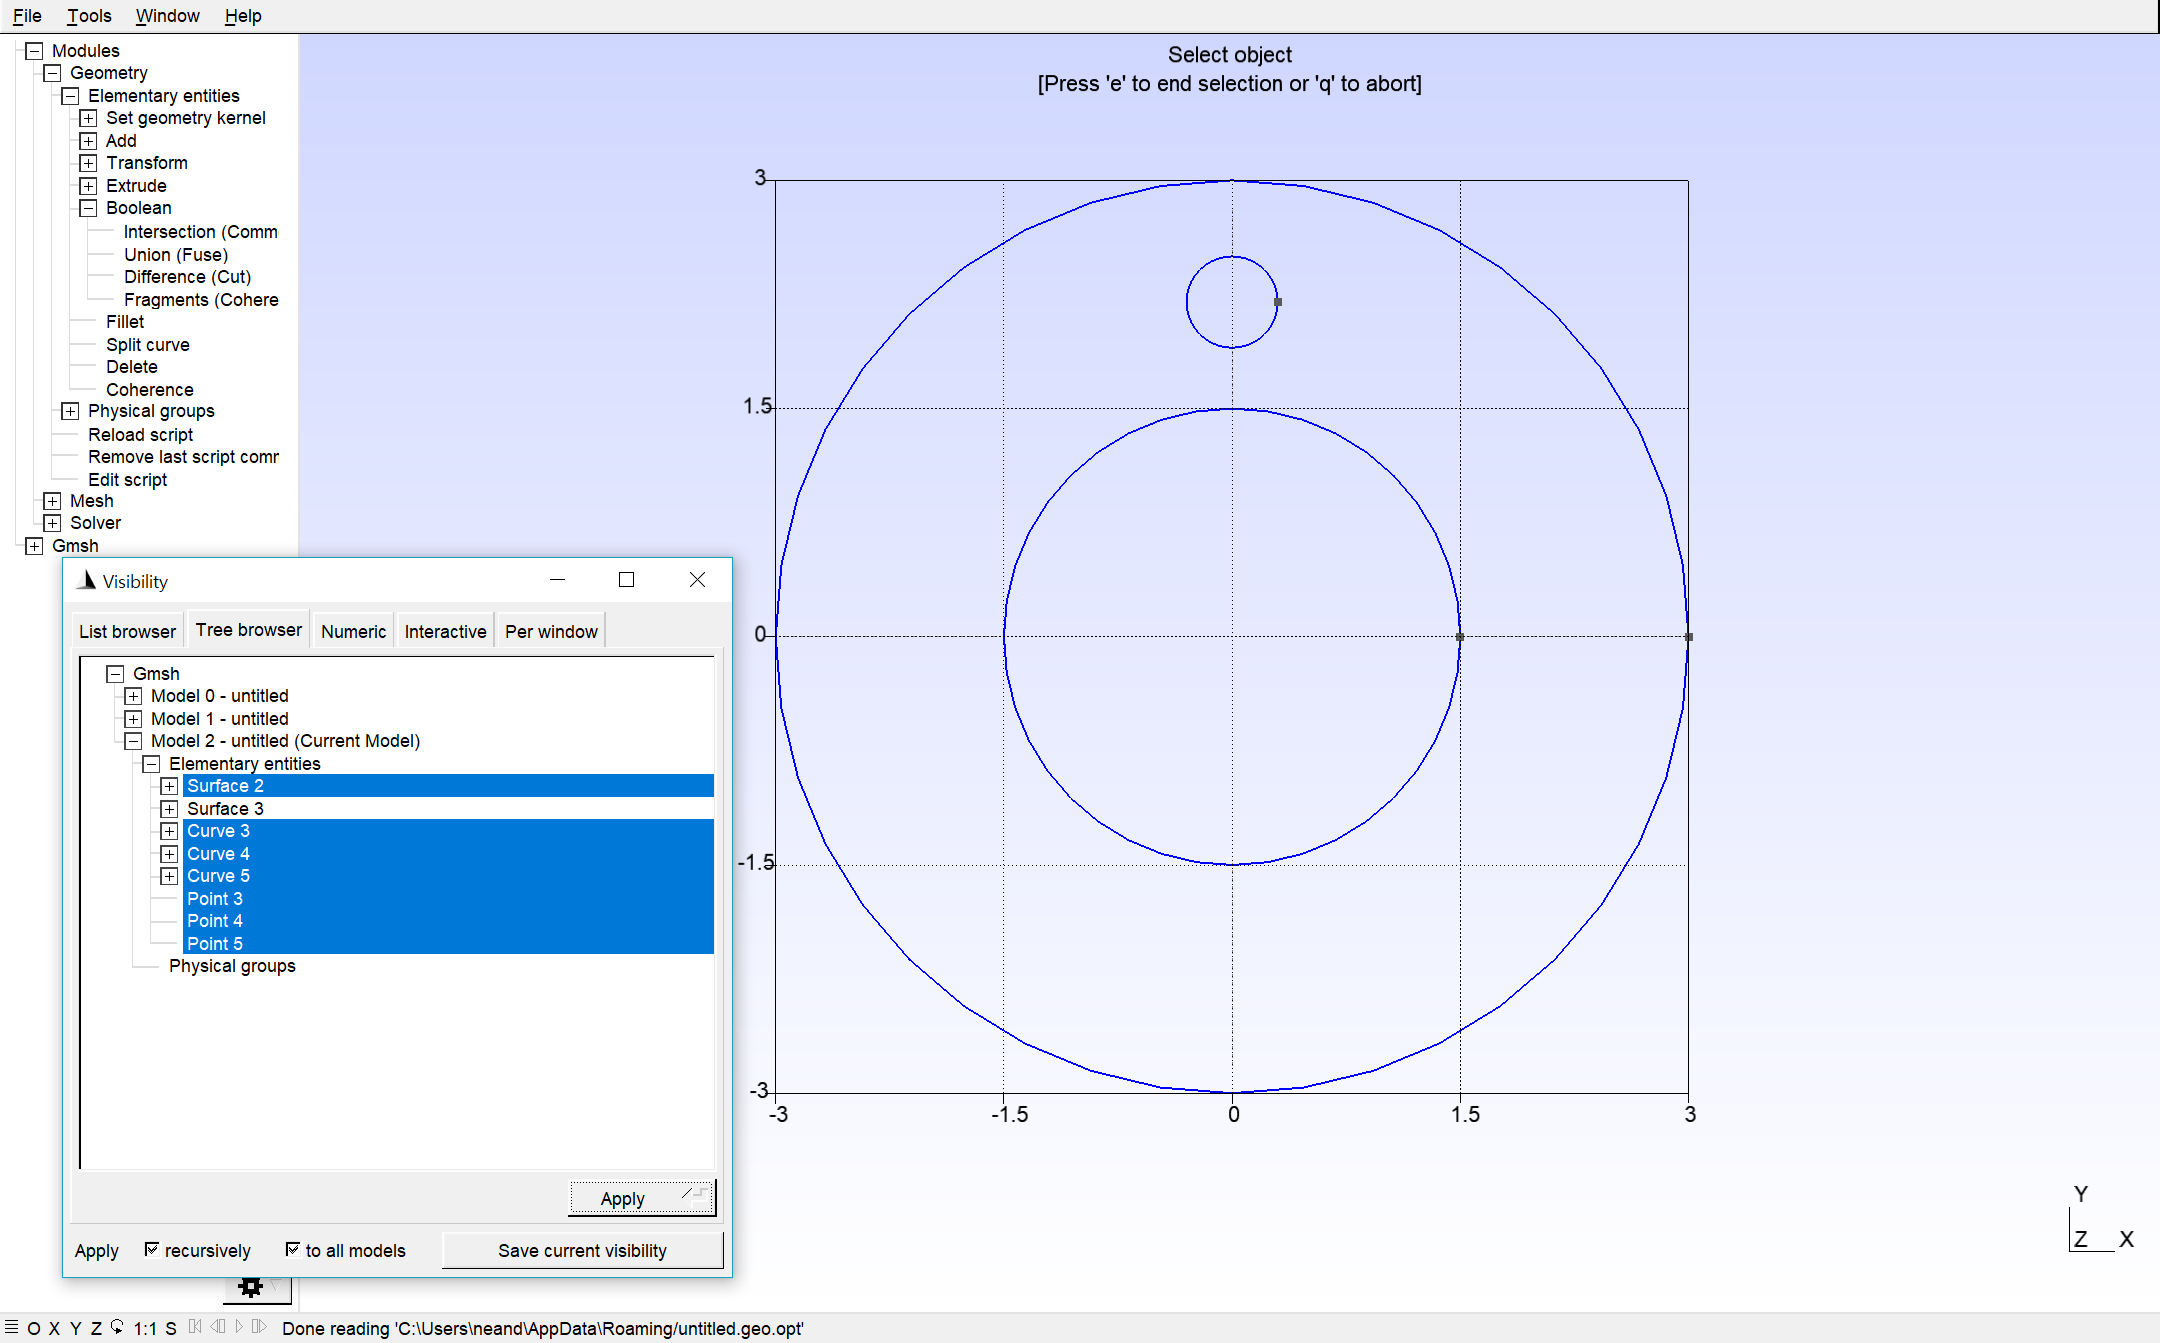 File Tools Window Help
Modules
Geometry
Elementary entities
Set geometry kernel
Add
Transform
Extrude
Boolean
Intersection (Comm
Union (Fuse)
Difference (Cut)
Fragments (Cohere
Fillet
Split curve
Delete
Coherence
Physical groups
Reload script
Remove last script comr
Edit script
Mesh
Solver
Gmsh
Select object
[Press 'e' to end selection or 'q' to abort]
3
1.5
0
-1.5
-3
-3 -1.5 0 1.5 3
Y
Z X
Visibility
List browser Tree browser Numeric Interactive Per window
Gmsh
Model 0 - untitled
Model 1 - untitled
Model 2 - untitled (Current Model)
Elementary entities
Surface 2
Surface 3
Curve 3
Curve 4
Curve 5
Point 3
Point 4
Point 5
Physical groups
Apply
Apply recursively to all models Save current visibility
O X Y Z 1:1 S Done reading 'C:\Users\neand\AppData\Roaming/untitled.geo.opt'